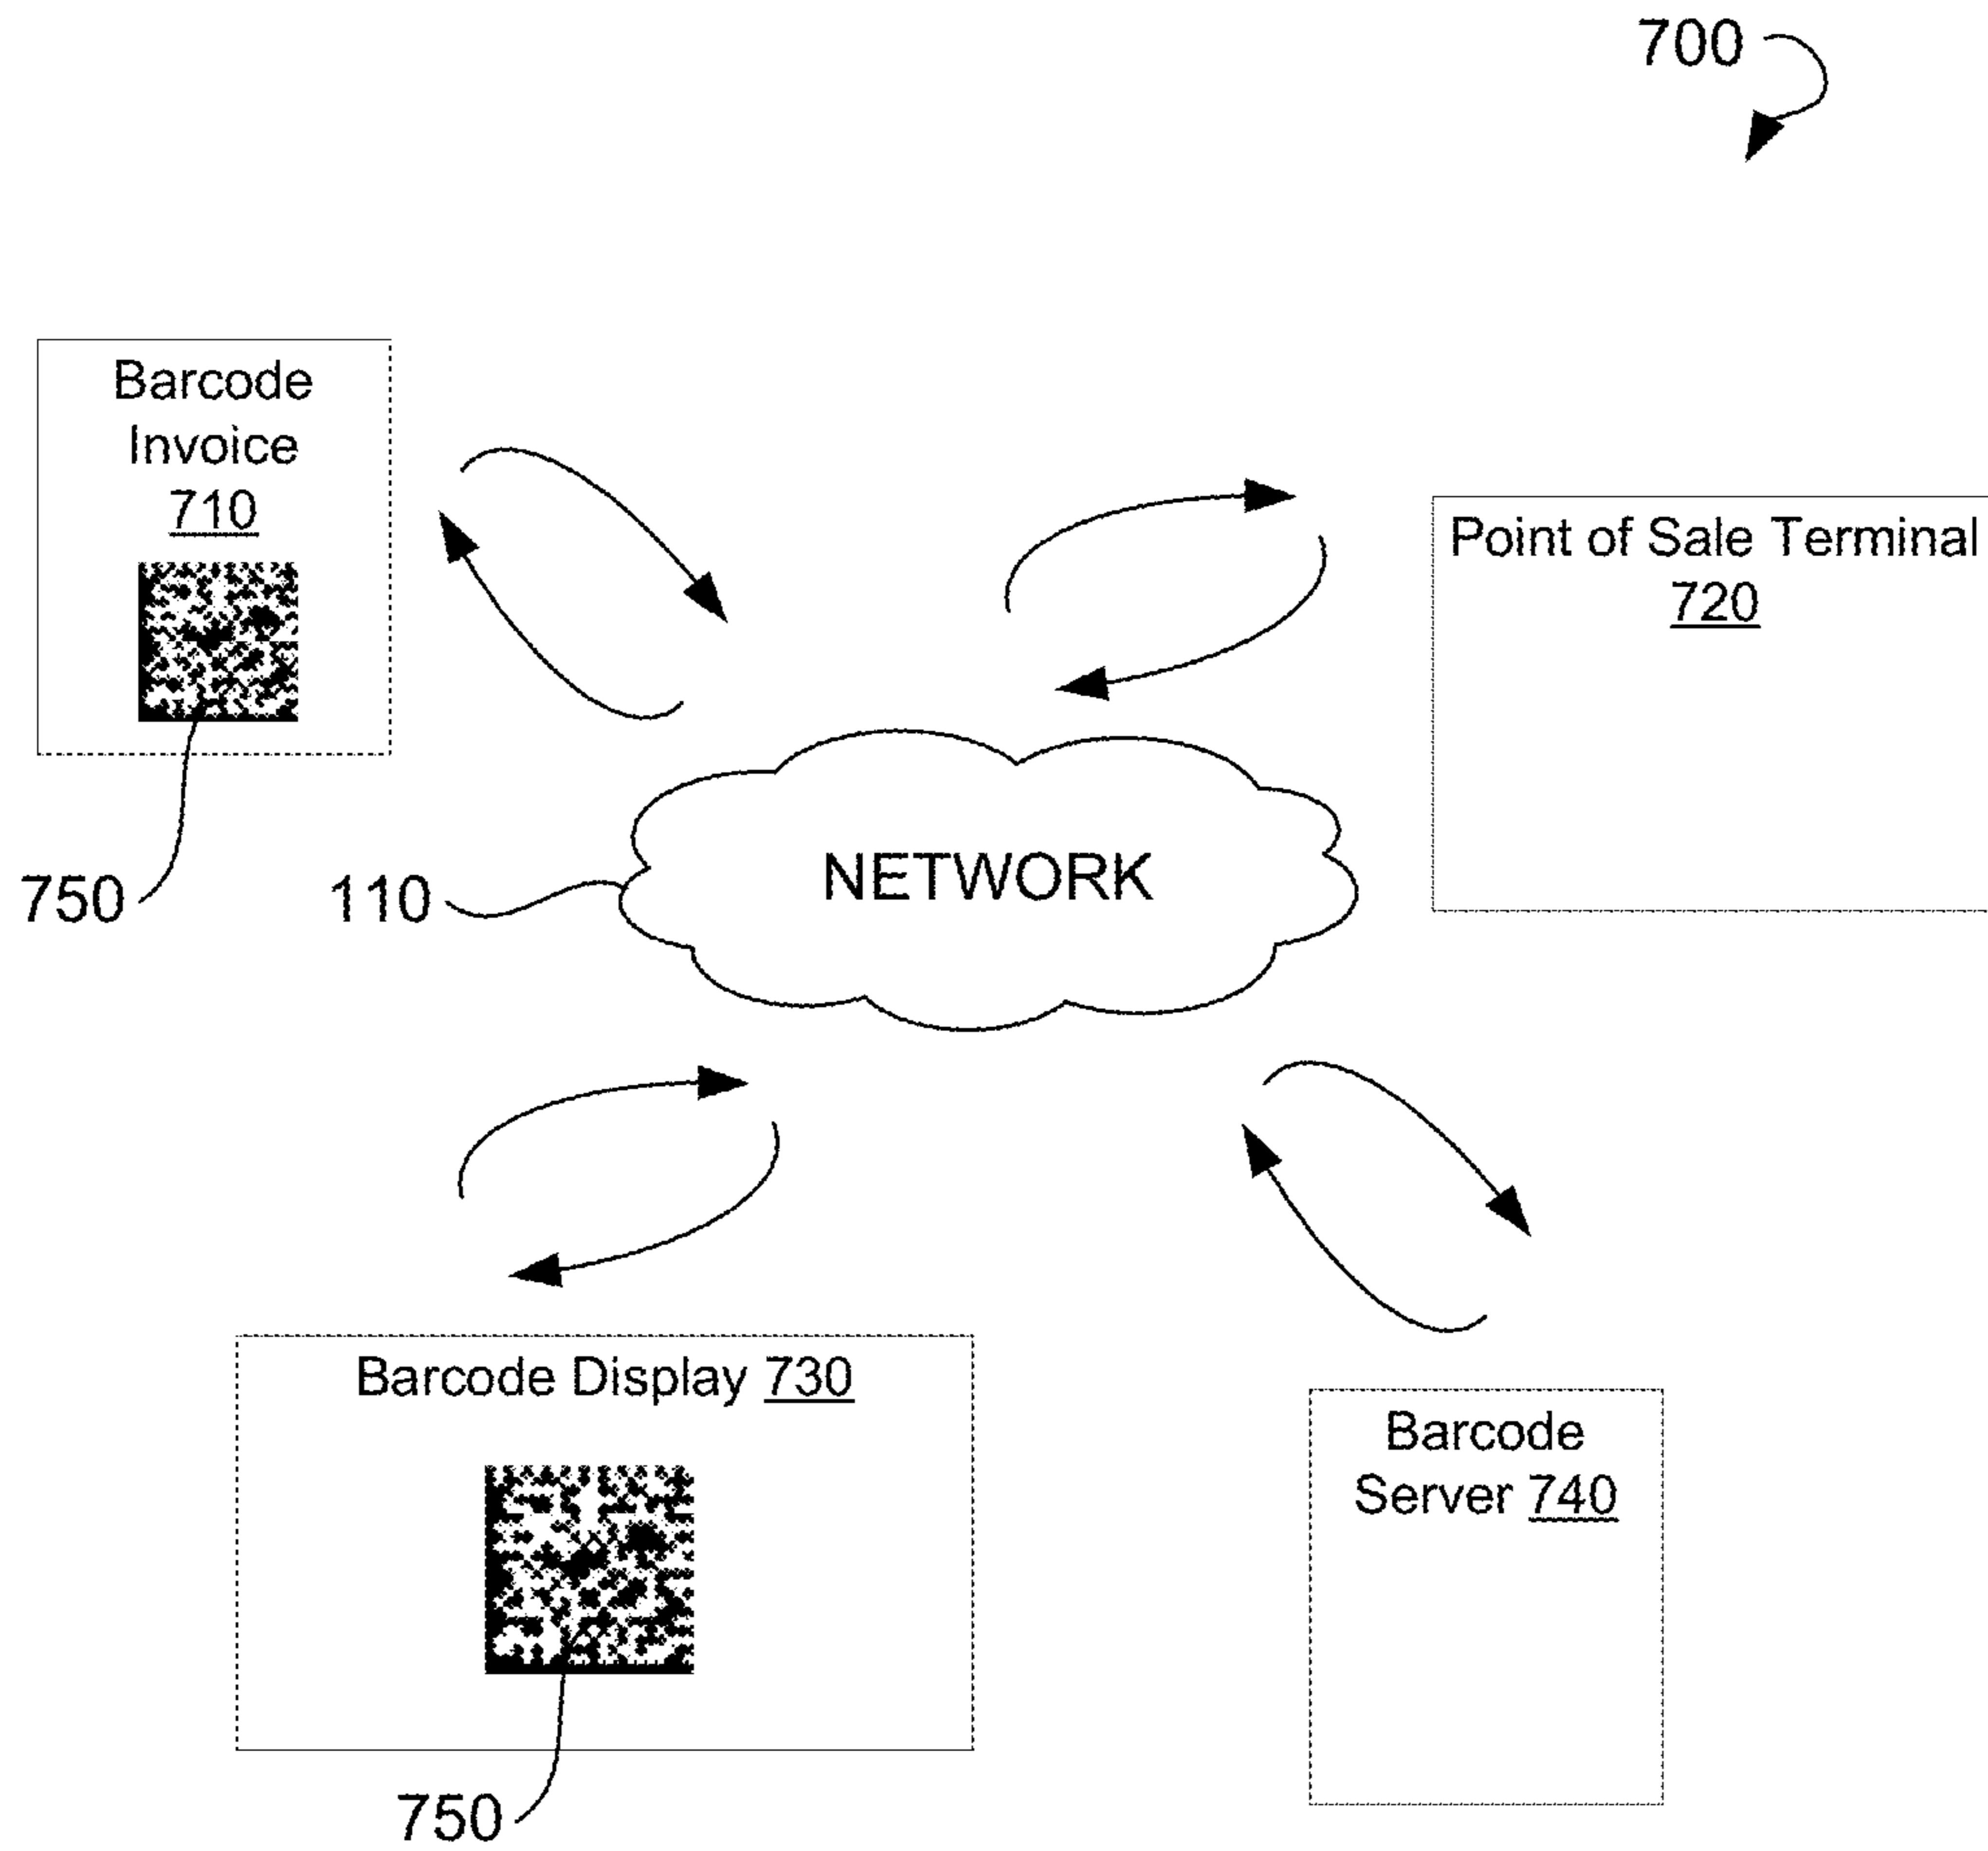 700
Barcode
Invoice
710
Point of Sale Terminal
720
750
110
NETWORK
Barcode Display 730
Barcode
Server 740
750